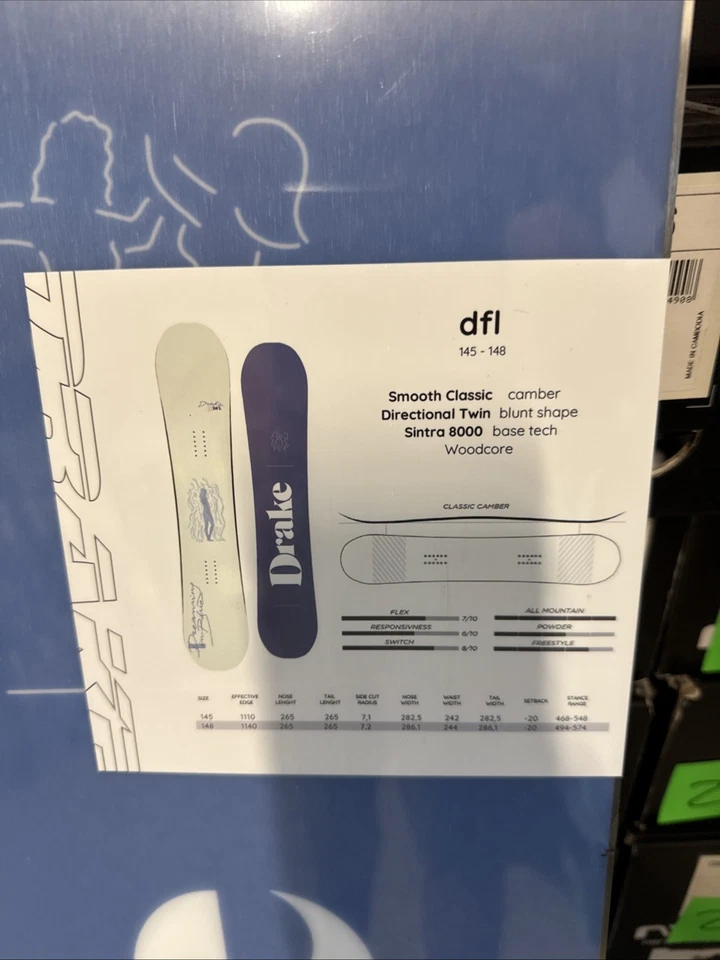 dfl
145 - 148
Smooth Classic camber
Directional Twin blunt shape
Sintra 8000 base tech
Woodcore
CLASSIC CAMBER
FLEX 7/10
RESPONSIVNESS 6/10
SWITCH 8/10
ALL MOUNTAIN
POWDER
FREESTYLE
Drake
Drake
SIZE EFFECTIVE EDGE NOSE LENGHT TAIL LENGHT SIDE CUT RADIUS NOSE WIDTH WAIST WIDTH TAIL WIDTH SETBACK STANCE RANGE
145 1110 265 265 7,1 282,5 242 282,5 -20 468-548
148 1140 265 265 7.2 286,1 244 286,1 -20 494-574
4908
MADE IN CAMBODIA